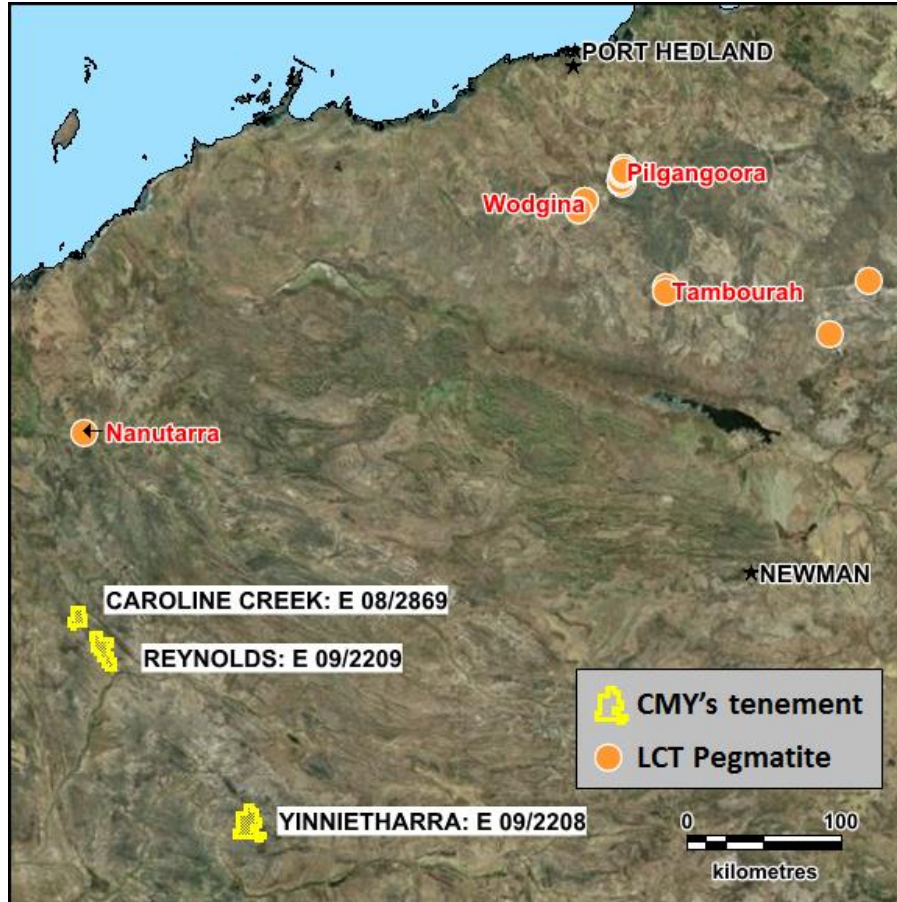 PORT HEDLAND
Pilgangoora
Wodgina
Tambourah
Nanutarra
NEWMAN
CAROLINE CREEK: E 08/2869
REYNOLDS: E 09/2209
CMY's tenement
LCT Pegmatite
YINNIETHARRA: E 09/2208
0 100
kilometres